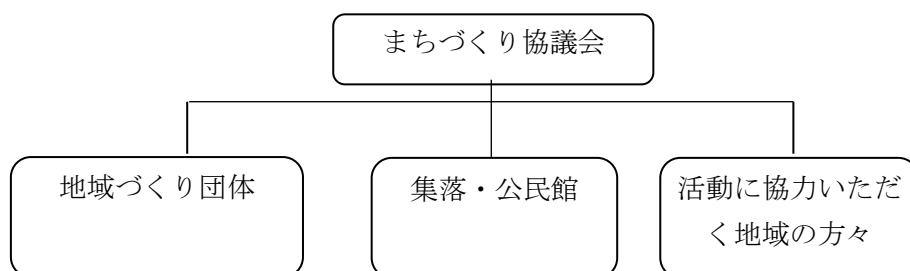 まちづくり協議会
地域づくり団体
集落・公民館
活動に協力いただ
く地域の方々